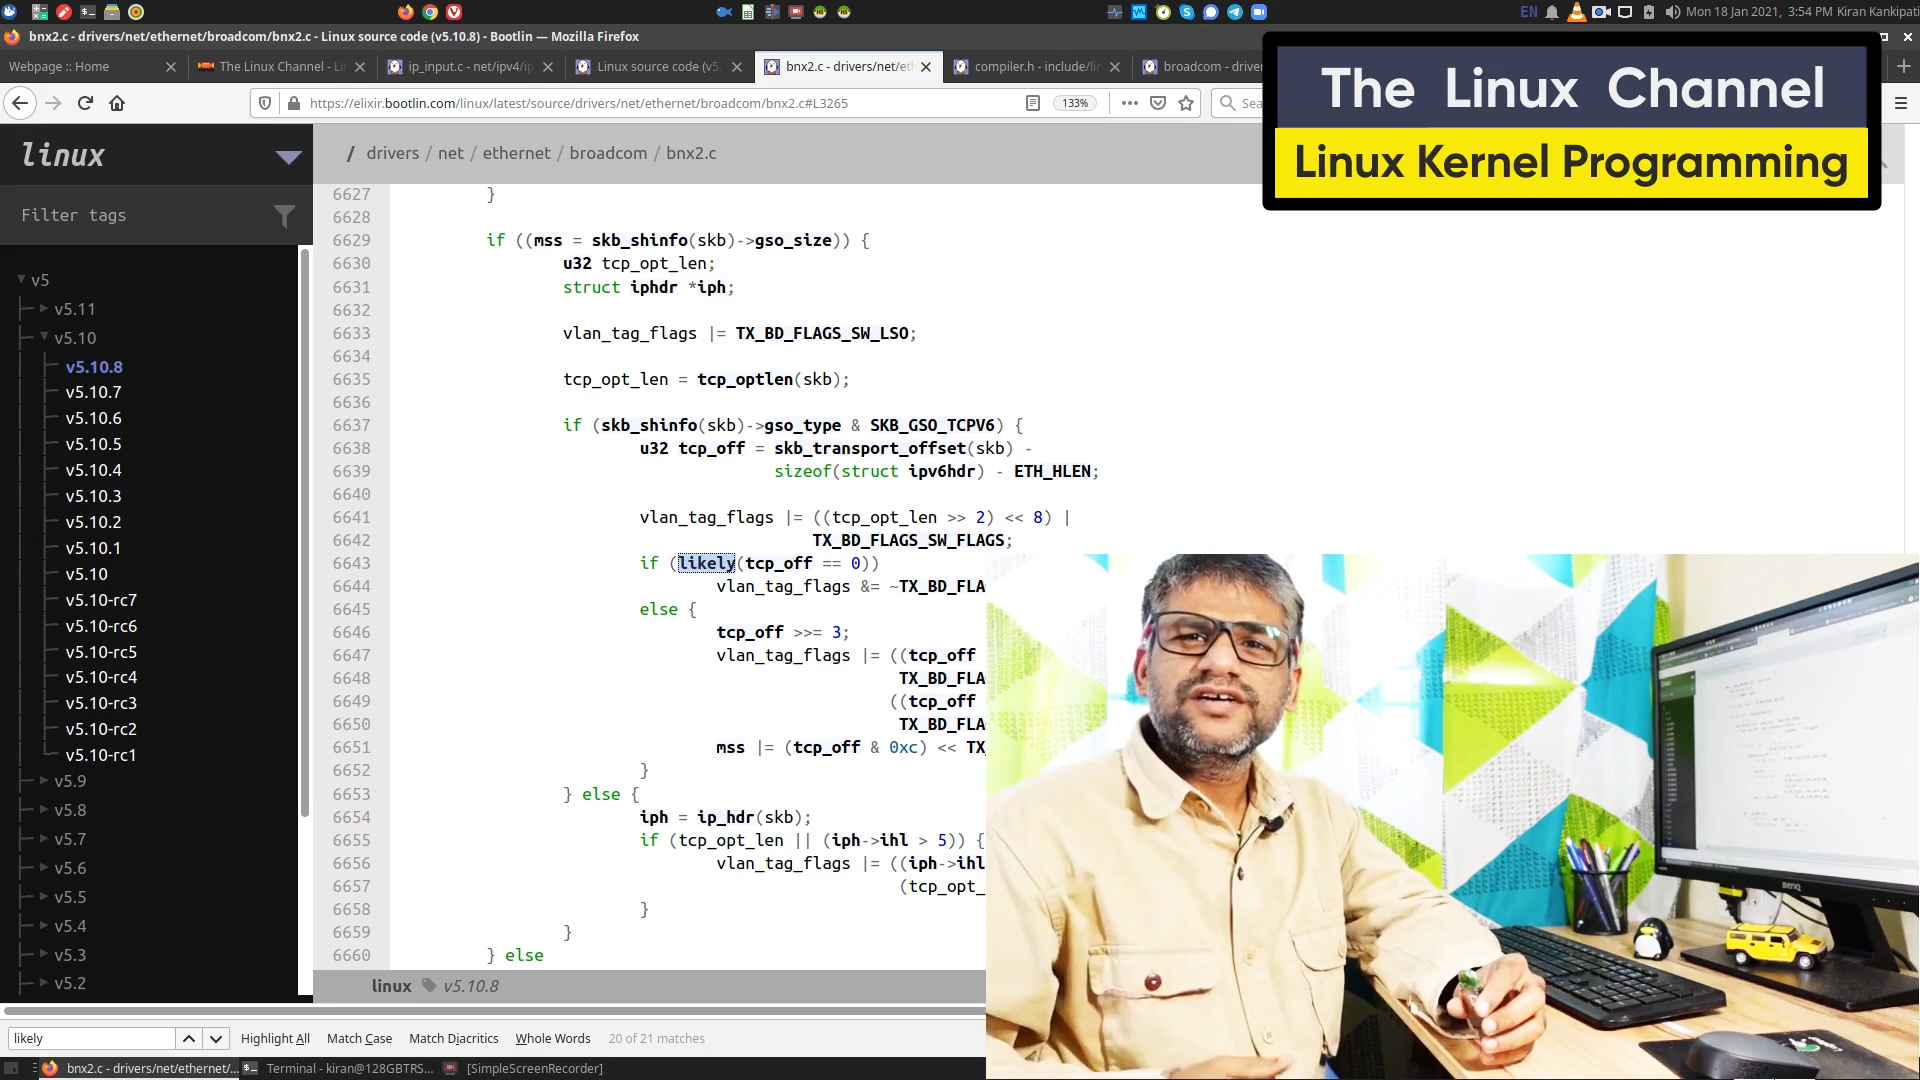 EN Mon 18 Jan 2021, 3:54 PM Kiran Kankipati
bnx2.c - drivers/net/ethernet/broadcom/bnx2.c - Linux source code (v5.10.8) - Bootlin — Mozilla Firefox
Webpage :: Home
The Linux Channel - Li
ip_input.c - net/ipv4/ip
Linux source code (v5.
bnx2.c - drivers/net/et
compiler.h - include/lin
broadcom - driver
https://elixir.bootlin.com/linux/latest/source/drivers/net/ethernet/broadcom/bnx2.c#L3265
133%
Sea
The Linux Channel
Linux Kernel Programming
linux
/ drivers / net / ethernet / broadcom / bnx2.c
Filter tags
v5
v5.11
v5.10
v5.10.8
v5.10.7
v5.10.6
v5.10.5
v5.10.4
v5.10.3
v5.10.2
v5.10.1
v5.10
v5.10-rc7
v5.10-rc6
v5.10-rc5
v5.10-rc4
v5.10-rc3
v5.10-rc2
v5.10-rc1
v5.9
v5.8
v5.7
v5.6
v5.5
v5.4
v5.3
v5.2
6627 }
6628
6629 if ((mss = skb_shinfo(skb)->gso_size)) {
6630 u32 tcp_opt_len;
6631 struct iphdr *iph;
6632
6633 vlan_tag_flags |= TX_BD_FLAGS_SW_LSO;
6634
6635 tcp_opt_len = tcp_optlen(skb);
6636
6637 if (skb_shinfo(skb)->gso_type & SKB_GSO_TCPV6) {
6638 u32 tcp_off = skb_transport_offset(skb) -
6639 sizeof(struct ipv6hdr) - ETH_HLEN;
6640
6641 vlan_tag_flags |= ((tcp_opt_len >> 2) << 8) |
6642 TX_BD_FLAGS_SW_FLAGS;
6643 if (likely(tcp_off == 0))
6644 vlan_tag_flags &= ~TX_BD_FLA
6645 else {
6646 tcp_off >>= 3;
6647 vlan_tag_flags |= ((tcp_off
6648 TX_BD_FLA
6649 ((tcp_off
6650 TX_BD_FLA
6651 mss |= (tcp_off & 0xc) << TX_
6652 }
6653 } else {
6654 iph = ip_hdr(skb);
6655 if (tcp_opt_len || (iph->ihl > 5)) {
6656 vlan_tag_flags |= ((iph->ihl
6657 (tcp_opt_
6658 }
6659 }
6660 } else
linux v5.10.8
likely
Highlight All
Match Case
Match Diacritics
Whole Words
20 of 21 matches
bnx2.c - drivers/net/ethernet/...
Terminal - kiran@128GBTRS...
[SimpleScreenRecorder]
BenQ